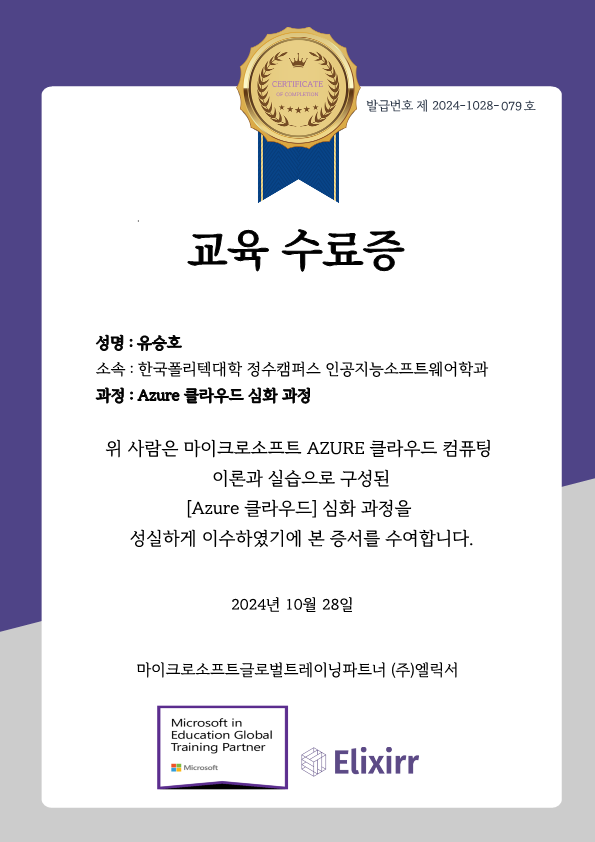 CERTIFICATE
OF COMPLETION
발급번호 제 2024-1028-079호
교육 수료증
성명 : 유승호
소속 : 한국폴리텍대학 정수캠퍼스 인공지능소프트웨어학과
과정 : Azure 클라우드 심화 과정
위 사람은 마이크로소프트 AZURE 클라우드 컴퓨팅
이론과 실습으로 구성된
[Azure 클라우드] 심화 과정을
성실하게 이수하였기에 본 증서를 수여합니다.
2024년 10월 28일
마이크로소프트글로벌트레이닝파트너 (주)엘릭서
Microsoft in
Education Global
Training Partner
Microsoft
Elixirr